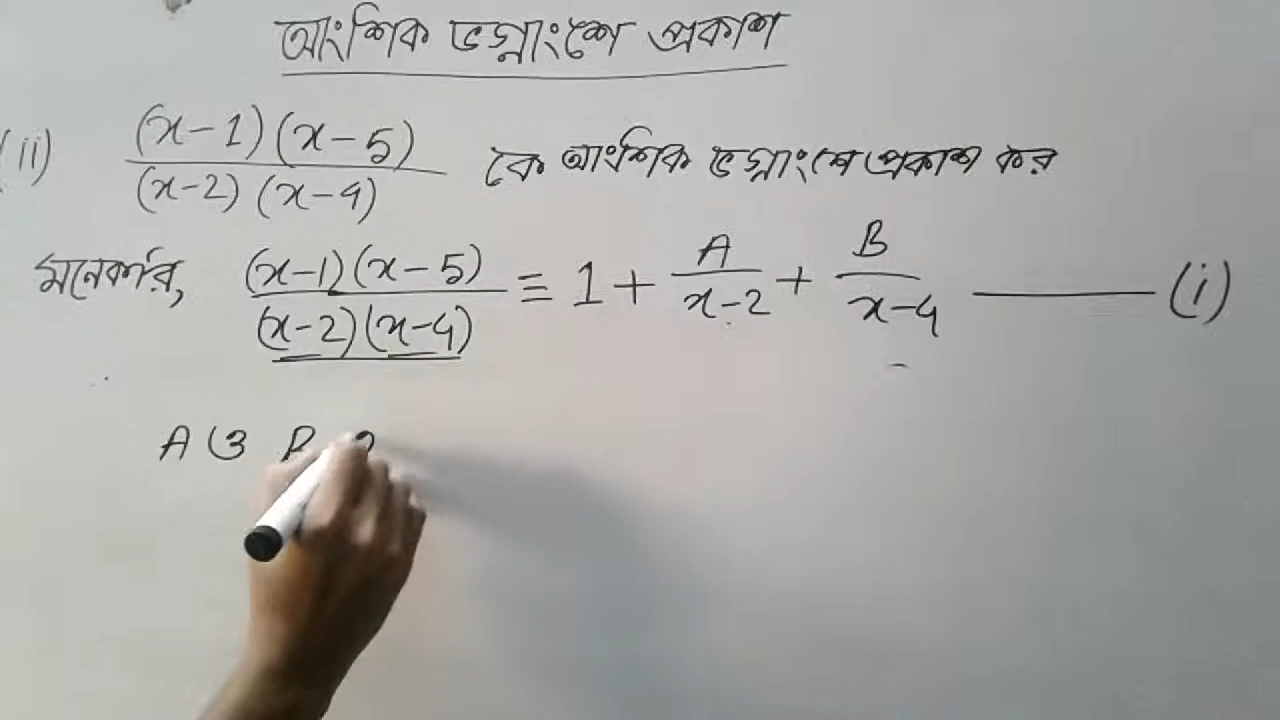 আংশিক ভগ্নাংশে প্রকাশ
(ii) (x-1)(x-5) / (x-2)(x-4) কে আংশিক ভগ্নাংশে প্রকাশ কর
মনেকরি, (x-1)(x-5) / (x-2)(x-4) ≡ 1 + A / x-2 + B / x-4 —— (i)
A ও